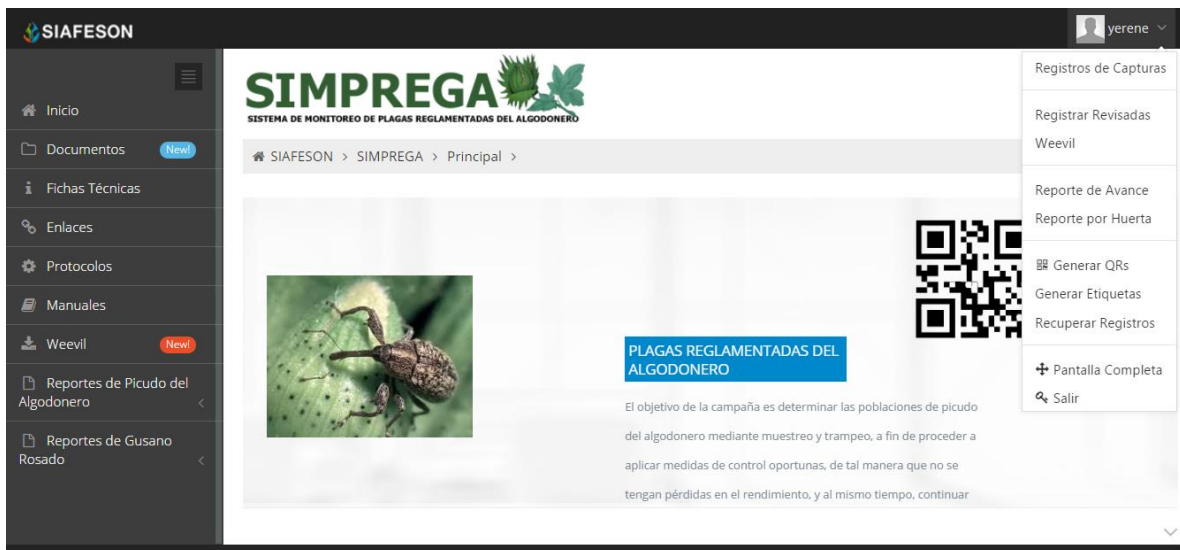 SIAFESON
yerene
Inicio
Documentos New!
Fichas Técnicas
Enlaces
Protocolos
Manuales
Weevil New!
Reportes de Picudo del
Algodonero
Reportes de Gusano
Rosado
SIMPREGA
SISTEMA DE MONITOREO DE PLAGAS REGLAMENTADAS DEL ALGODONERO
SIAFESON > SIMPREGA > Principal >
PLAGAS REGLAMENTADAS DEL
ALGODONERO
El objetivo de la campaña es determinar las poblaciones de picudo
del algodonero mediante muestreo y trampeo, a fin de proceder a
aplicar medidas de control oportunas, de tal manera que no se
tengan pérdidas en el rendimiento, y al mismo tiempo, continuar
Registros de Capturas
Registrar Revisadas
Weevil
Reporte de Avance
Reporte por Huerta
Generar QRs
Generar Etiquetas
Recuperar Registros
Pantalla Completa
Salir